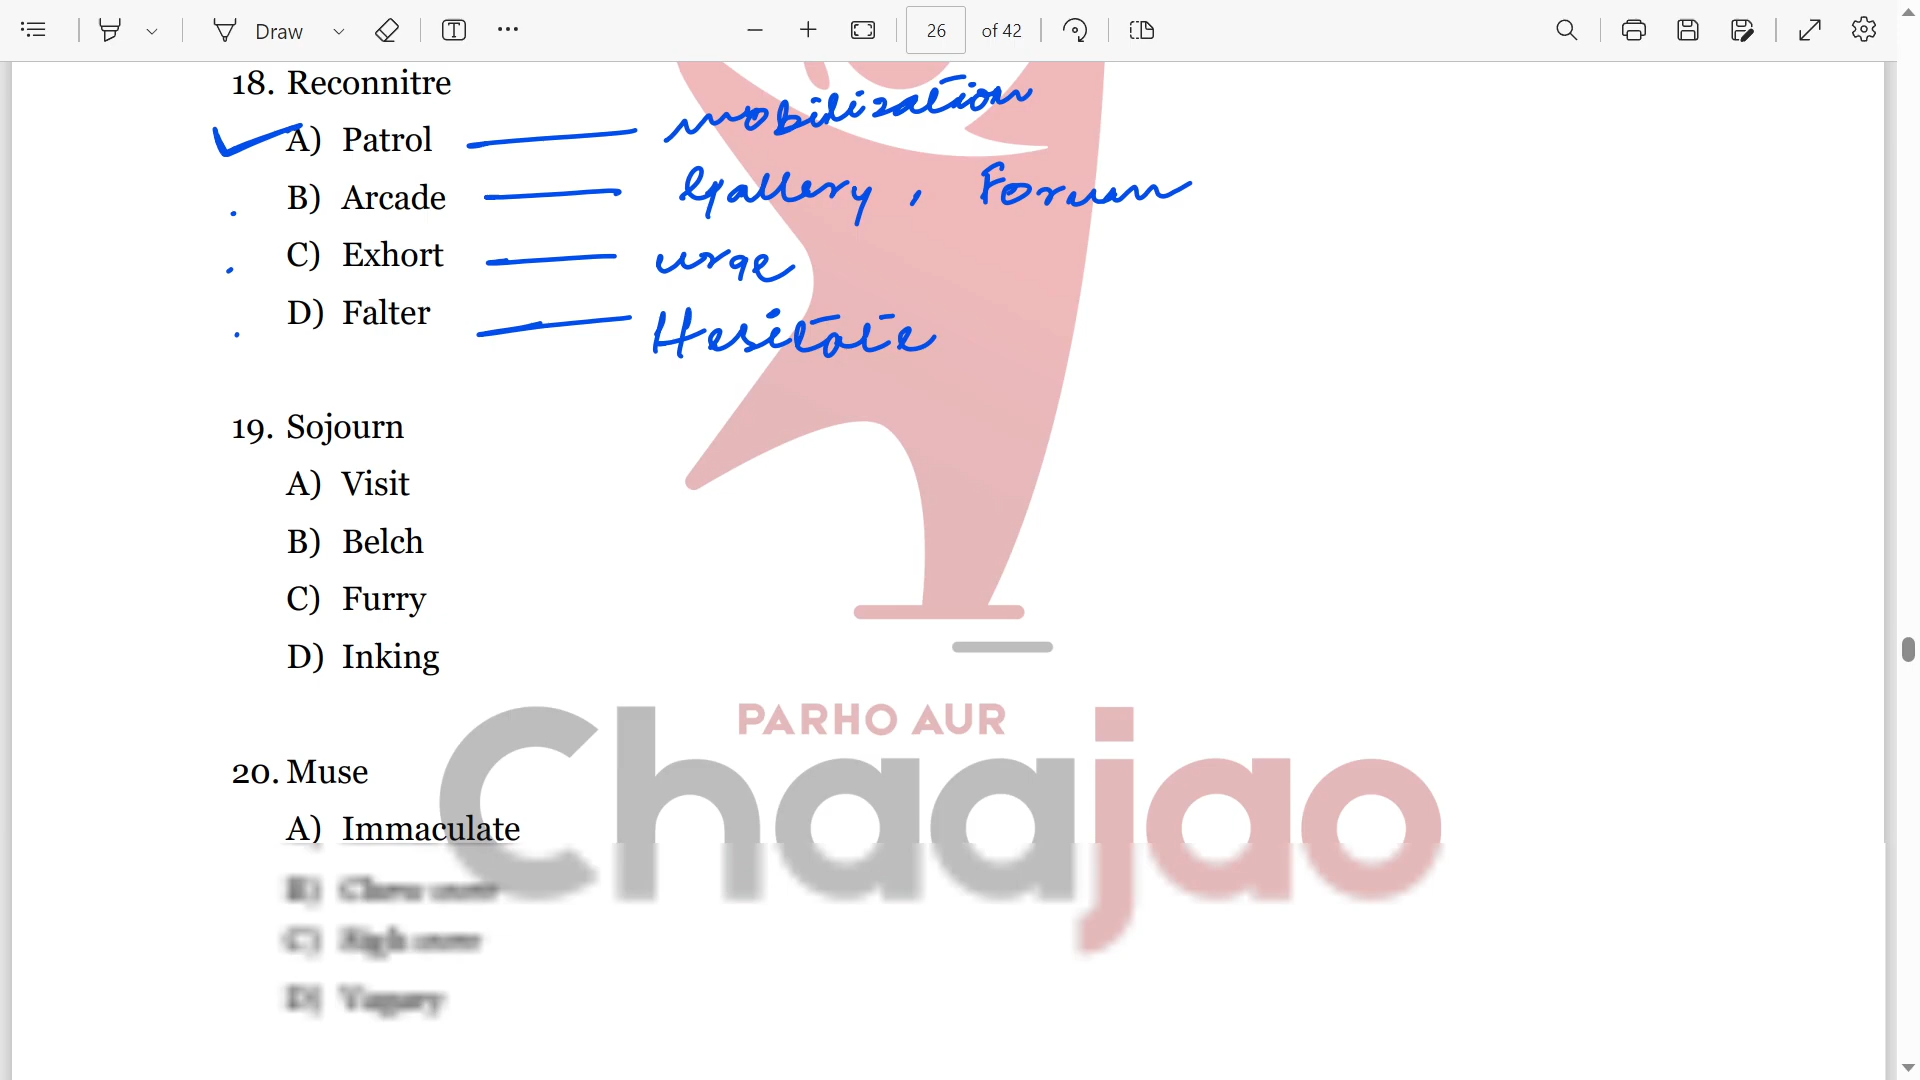 Draw
26 of 42
18. Reconnitre
A) Patrol mobilization
B) Arcade Gallery, Forum
C) Exhort urge
D) Falter Hesitate
19. Sojourn
A) Visit
B) Belch
C) Furry
D) Inking
PARHO AUR
Chaajao
20. Muse
A) Immaculate
B)
C)
D) Vagary